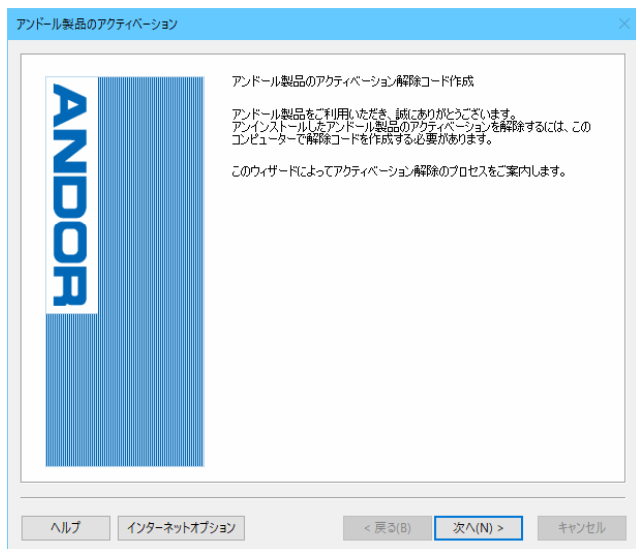 アンドール製品のアクティベーション
ANDOR
アンドール製品のアクティベーション解除コード作成
アンドール製品をご利用いただき、誠にありがとうございます。
アンインストールしたアンドール製品のアクティベーションを解除するには、この
コンピューターで解除コードを作成する必要があります。
このウィザードによってアクティベーション解除のプロセスをご案内します。
ヘルプ
インターネットオプション
< 戻る(B)
次へ(N) >
キャンセル